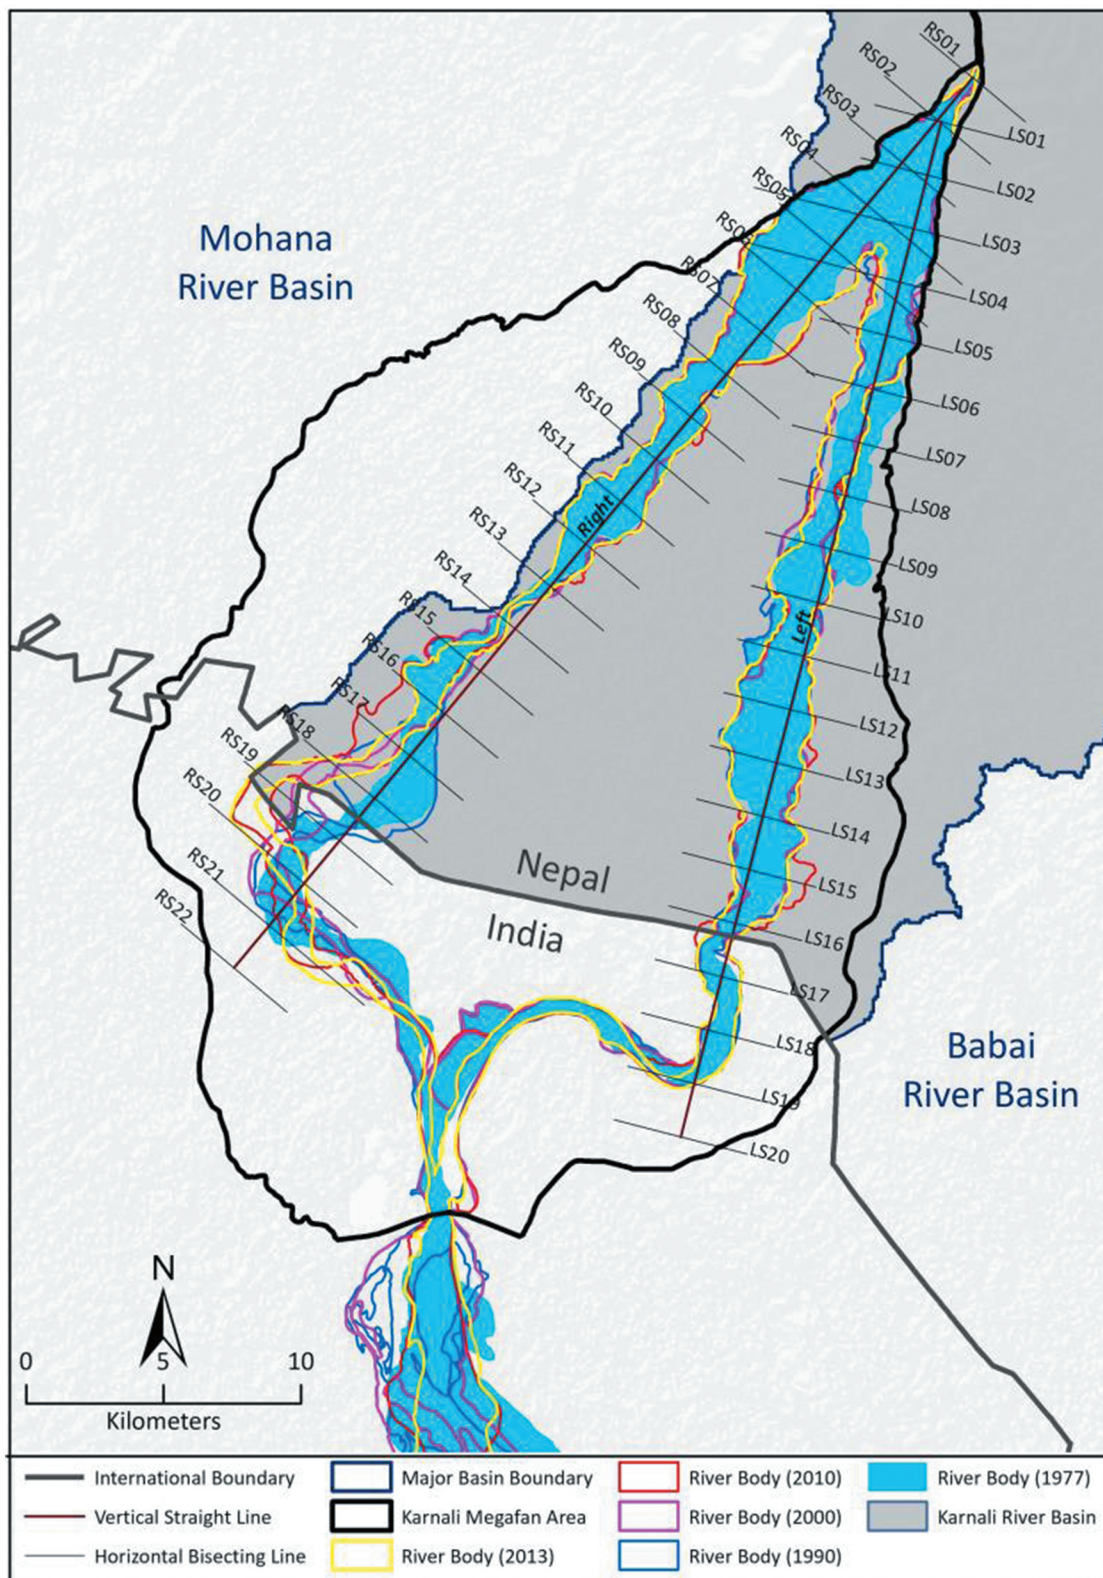 RS01
RS02
RS03
RS04
RS05
RS06
RS07
RS08
RS09
RS10
RS11
RS12
RS13
RS14
RS15
RS16
RS17
RS18
RS19
RS20
RS21
RS22
LS01
LS02
LS03
LS04
LS05
LS06
LS07
LS08
LS09
LS10
LS11
LS12
LS13
LS14
LS15
LS16
LS17
LS18
LS19
LS20
Mohana
River Basin
Right
Left
Nepal
India
Babai
River Basin
N
0 5 10
Kilometers
International Boundary
Vertical Straight Line
Horizontal Bisecting Line
Major Basin Boundary
Karnali Megafan Area
River Body (2013)
River Body (2010)
River Body (2000)
River Body (1990)
River Body (1977)
Karnali River Basin